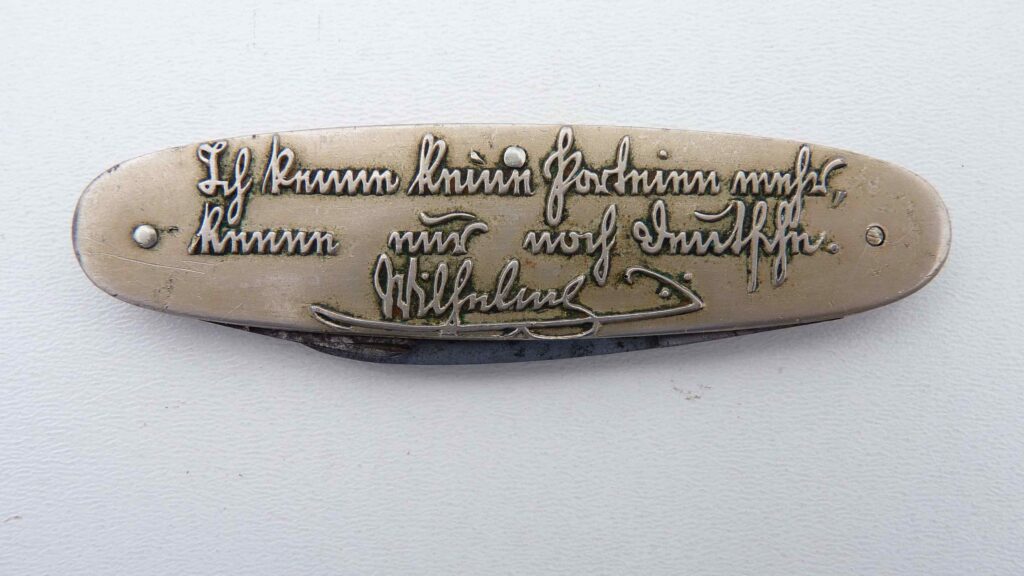 Ich kenne keine Parteien mehr,
kenne nur noch Deutsche.
Wilhelm